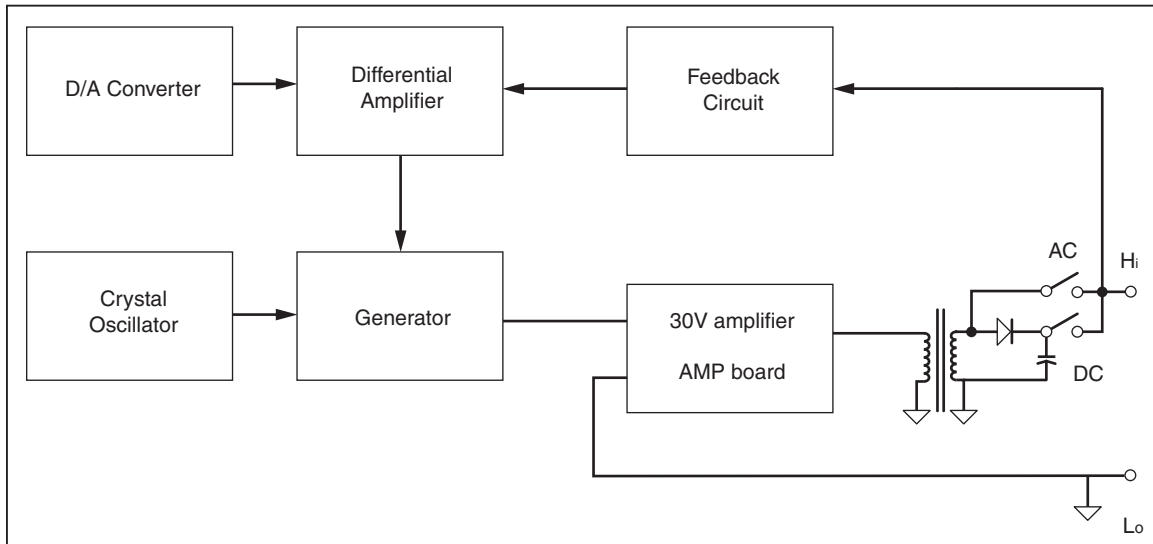 D/A Converter
Differential
Amplifier
Feedback
Circuit
Crystal
Oscillator
Generator
30V amplifier
AMP board
AC
Hi
DC
Lo